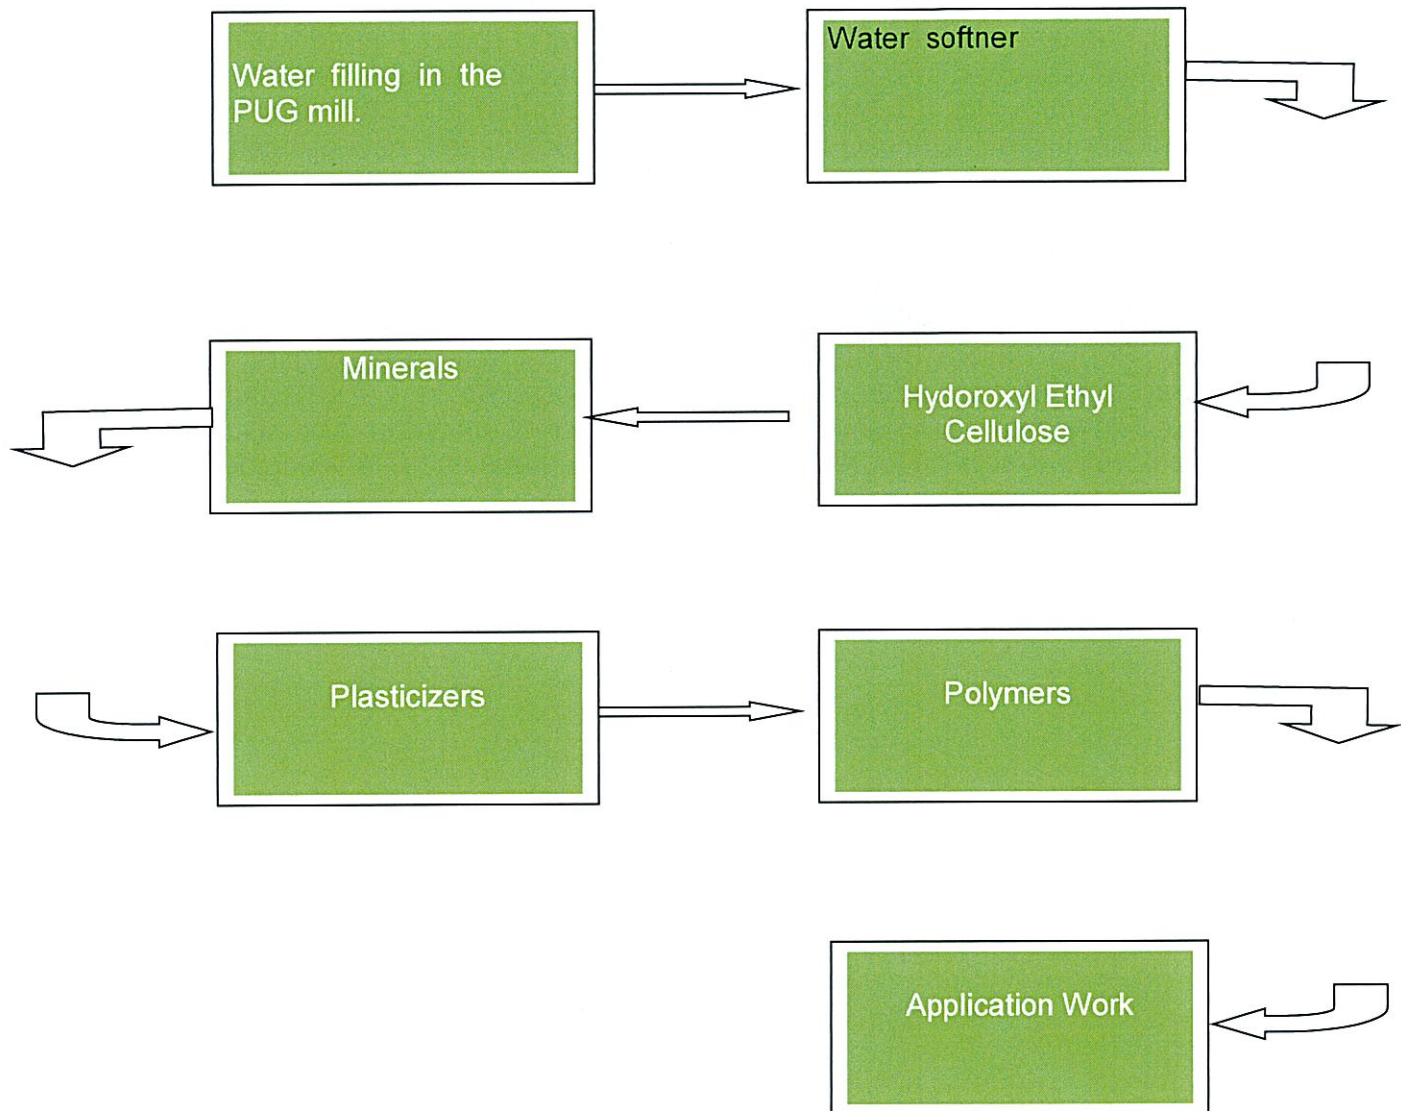 Water filling in the
PUG mill.
Water softner
Hydoroxyl Ethyl
Cellulose
Minerals
Plasticizers
Polymers
Application Work